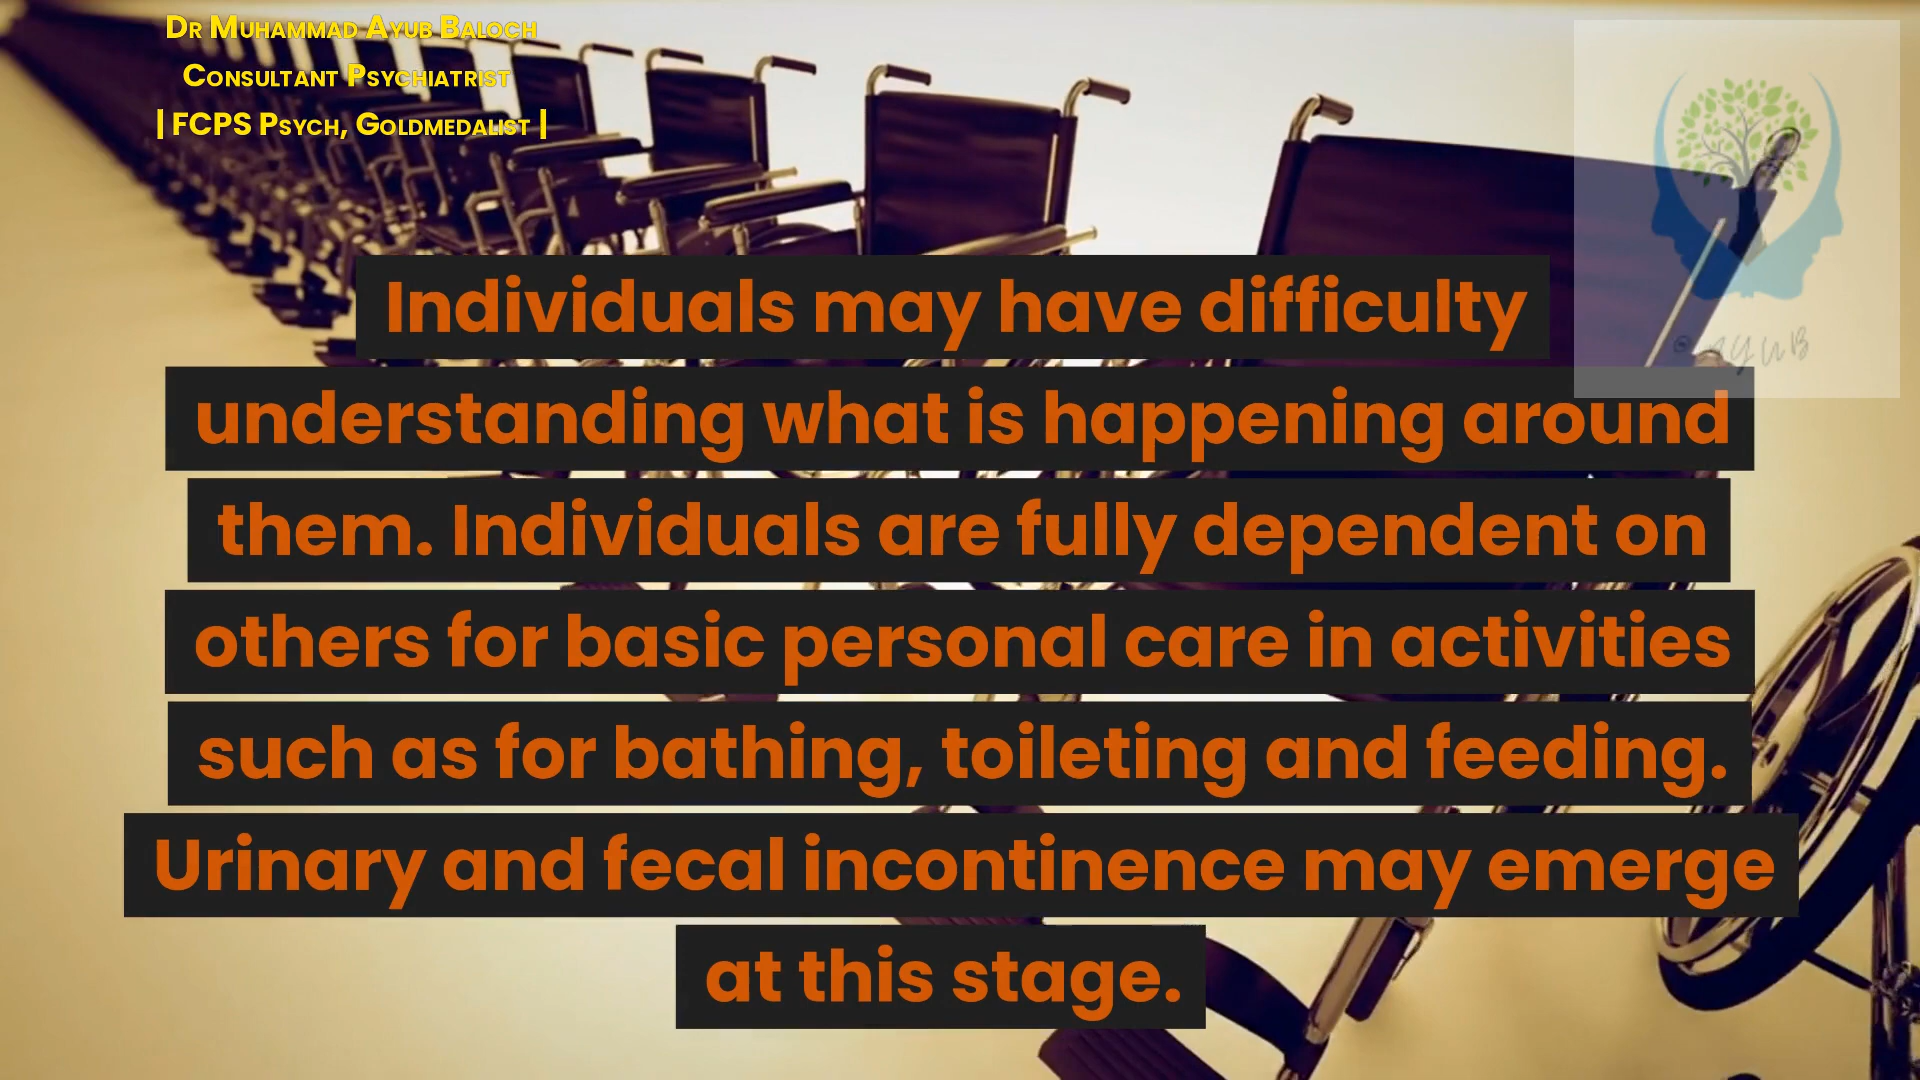 Dr Muhammad Ayub Baloch
Consultant Psychiatrist
| FCPS Psych, Goldmedalist |
Individuals may have difficulty
understanding what is happening around
them. Individuals are fully dependent on
others for basic personal care in activities
such as for bathing, toileting and feeding.
Urinary and fecal incontinence may emerge
at this stage.